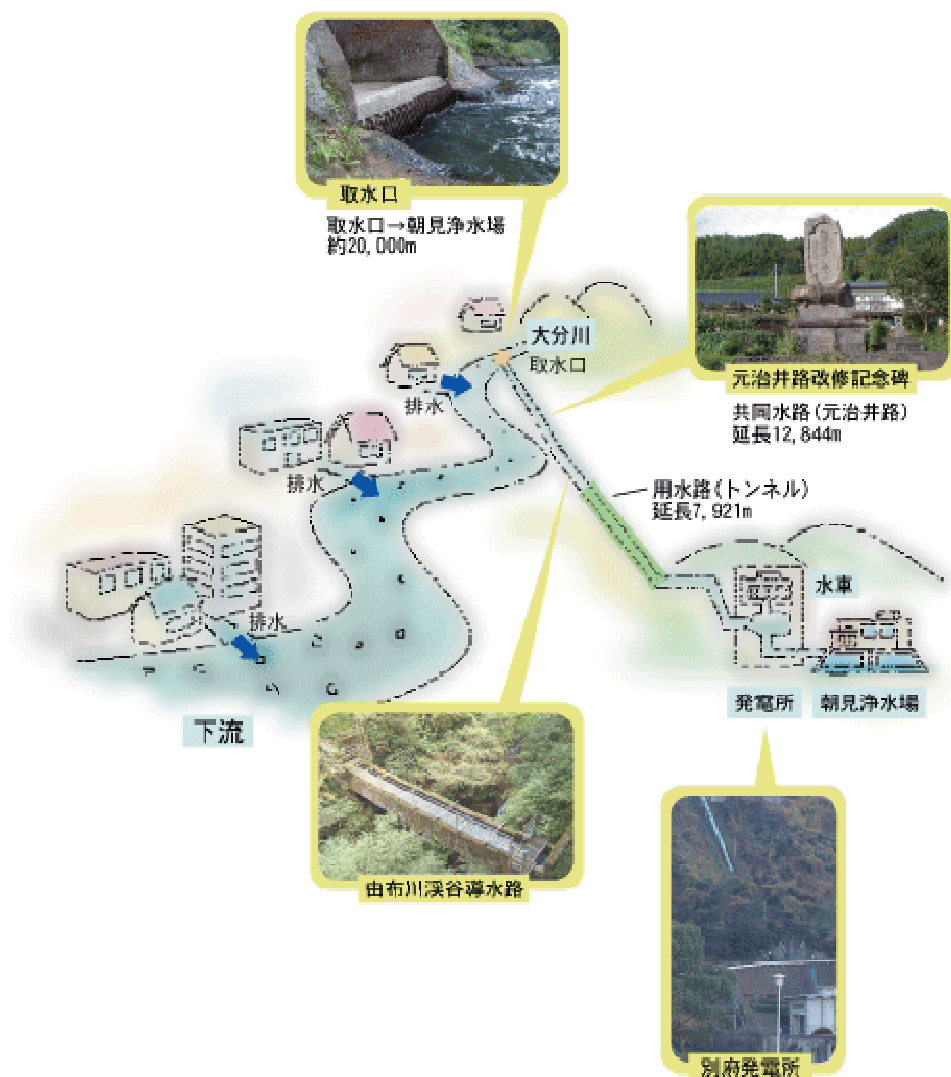 取水口
取水口→朝見浄水場
約20,000m
大分川
取水口
元治井路改修記念碑
共同水路(元治井路)
延長12,844m
排水
排水
用水路(トンネル)
延長7,921m
水車
排水
発電所
朝見浄水場
下流
由布川渓谷導水路
別府発電所